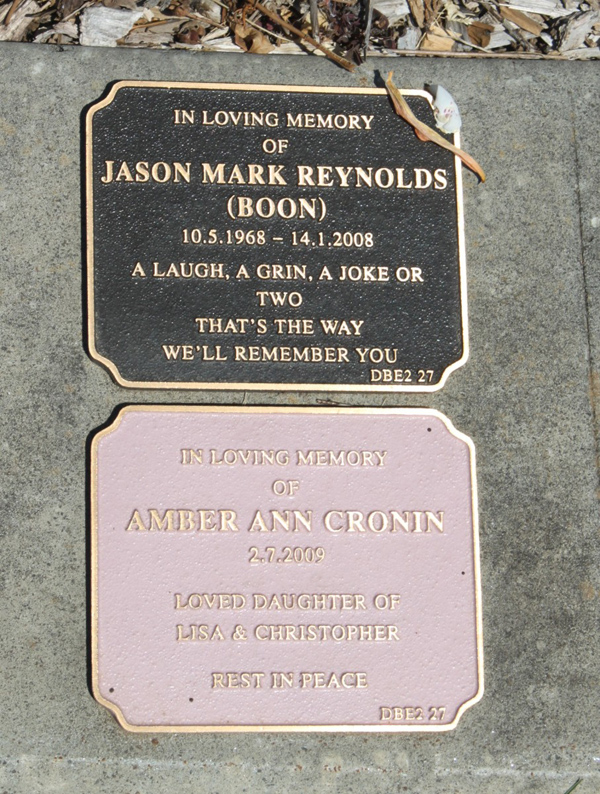 IN LOVING MEMORY
OF
JASON MARK REYNOLDS
(BOON)
10.5.1968 – 14.1.2008
A LAUGH, A GRIN, A JOKE OR
TWO
THAT'S THE WAY
WE'LL REMEMBER YOU
DBE2 27
IN LOVING MEMORY
OF
AMBER ANN CRONIN
2.7.2009
LOVED DAUGHTER OF
LISA & CHRISTOPHER
REST IN PEACE
DBE2 27